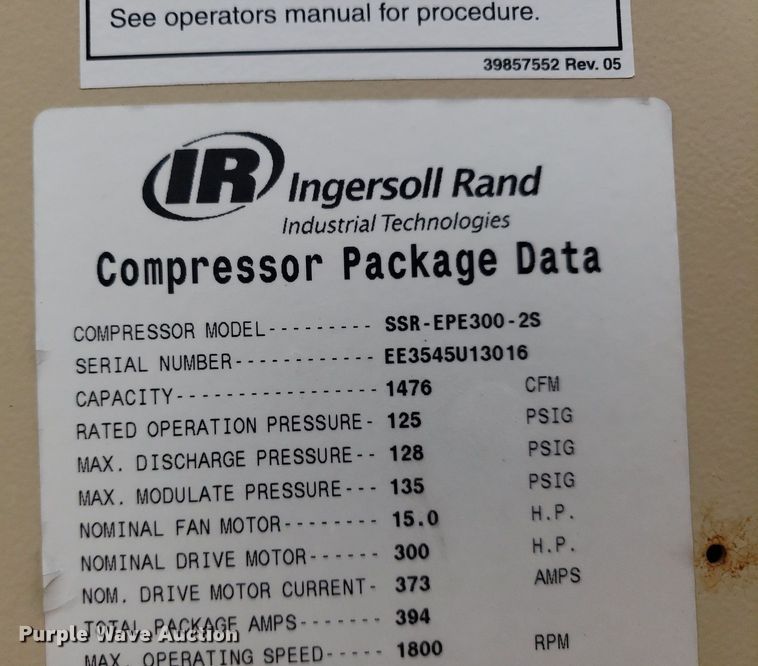 See operators manual for procedure.
39857552 Rev. 05
IR Ingersoll Rand
Industrial Technologies
Compressor Package Data
COMPRESSOR MODEL--------- SSR-EPE300-2S
SERIAL NUMBER------------ EE3545U13016
CAPACITY----------------- 1476 CFM
RATED OPERATION PRESSURE- 125 PSIG
MAX. DISCHARGE PRESSURE-- 128 PSIG
MAX. MODULATE PRESSURE--- 135 PSIG
NOMINAL FAN MOTOR-------- 15.0 H.P.
NOMINAL DRIVE MOTOR------ 300 H.P.
NOM. DRIVE MOTOR CURRENT- 373 AMPS
TOTAL PACKAGE AMPS------- 394
MAX. OPERATING SPEED----- 1800 RPM
Purple Wave Auction